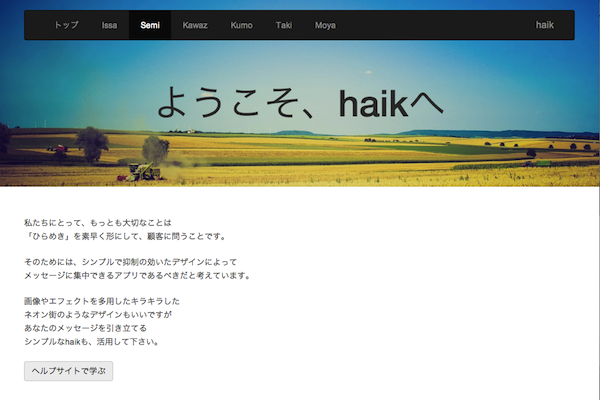 トップ Issa Semi Kawaz Kumo Taki Moya haik
ようこそ、haikへ
私たちにとって、もっとも大切なことは
「ひらめき」を素早く形にして、顧客に問うことです。
そのためには、シンプルで抑制の効いたデザインによって
メッセージに集中できるアプリであるべきだと考えています。
画像やエフェクトを多用したキラキラした
ネオン街のようなデザインもいいですが
あなたのメッセージを引き立てる
シンプルなhaikも、活用して下さい。
ヘルプサイトで学ぶ